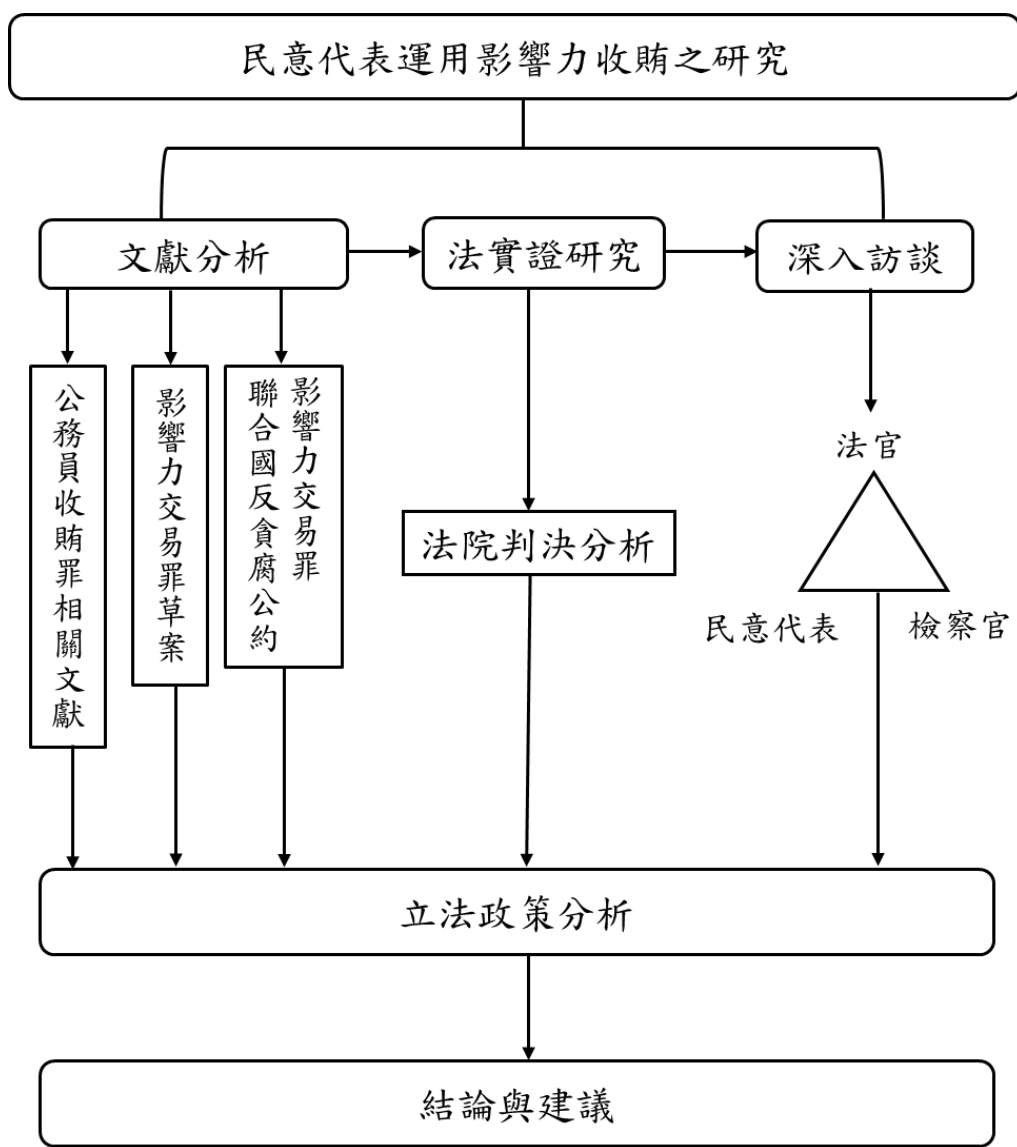 民意代表運用影響力收賄之研究
文獻分析
法實證研究
深入訪談
公務員收賄罪相關文獻
影響力交易罪草案
影響力交易罪
聯合國反貪腐公約
法院判決分析
法官
民意代表
檢察官
立法政策分析
結論與建議